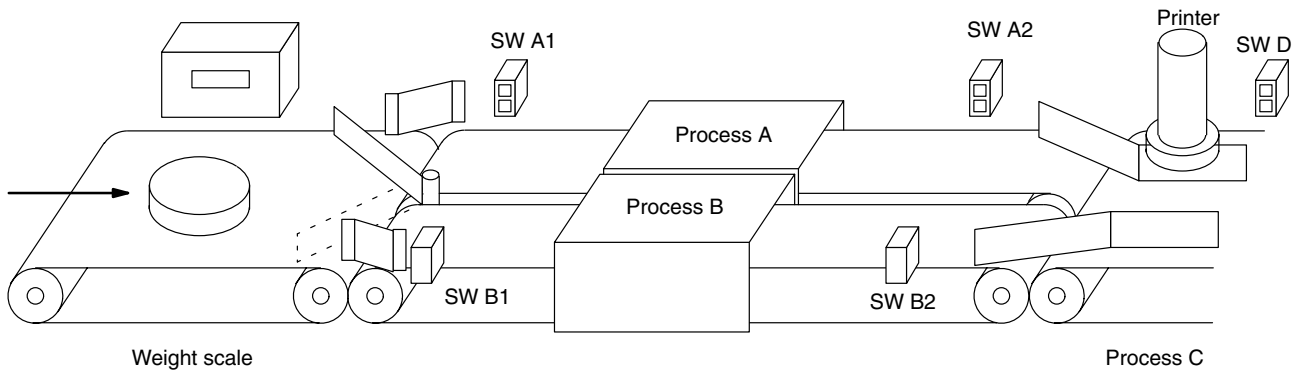 Printer
SW A1
SW A2
SW D
Process A
Process B
SW B1
SW B2
Weight scale
Process C